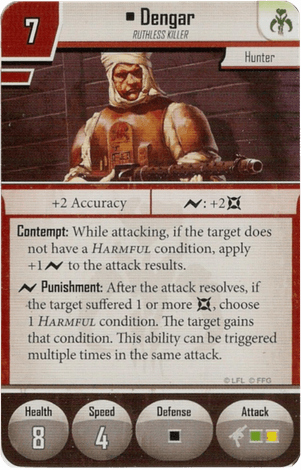 7
Dengar
RUTHLESS KILLER
Hunter
+2 Accuracy
: +2
Contempt: While attacking, if the target does
not have a HARMFUL condition, apply
+1 to the attack results.
Punishment: After the attack resolves, if
the target suffered 1 or more , choose
1 HARMFUL condition. The target gains
that condition. This ability can be triggered
multiple times in the same attack.
© LFL © FFG
Health
Speed
Defense
Attack
8
4